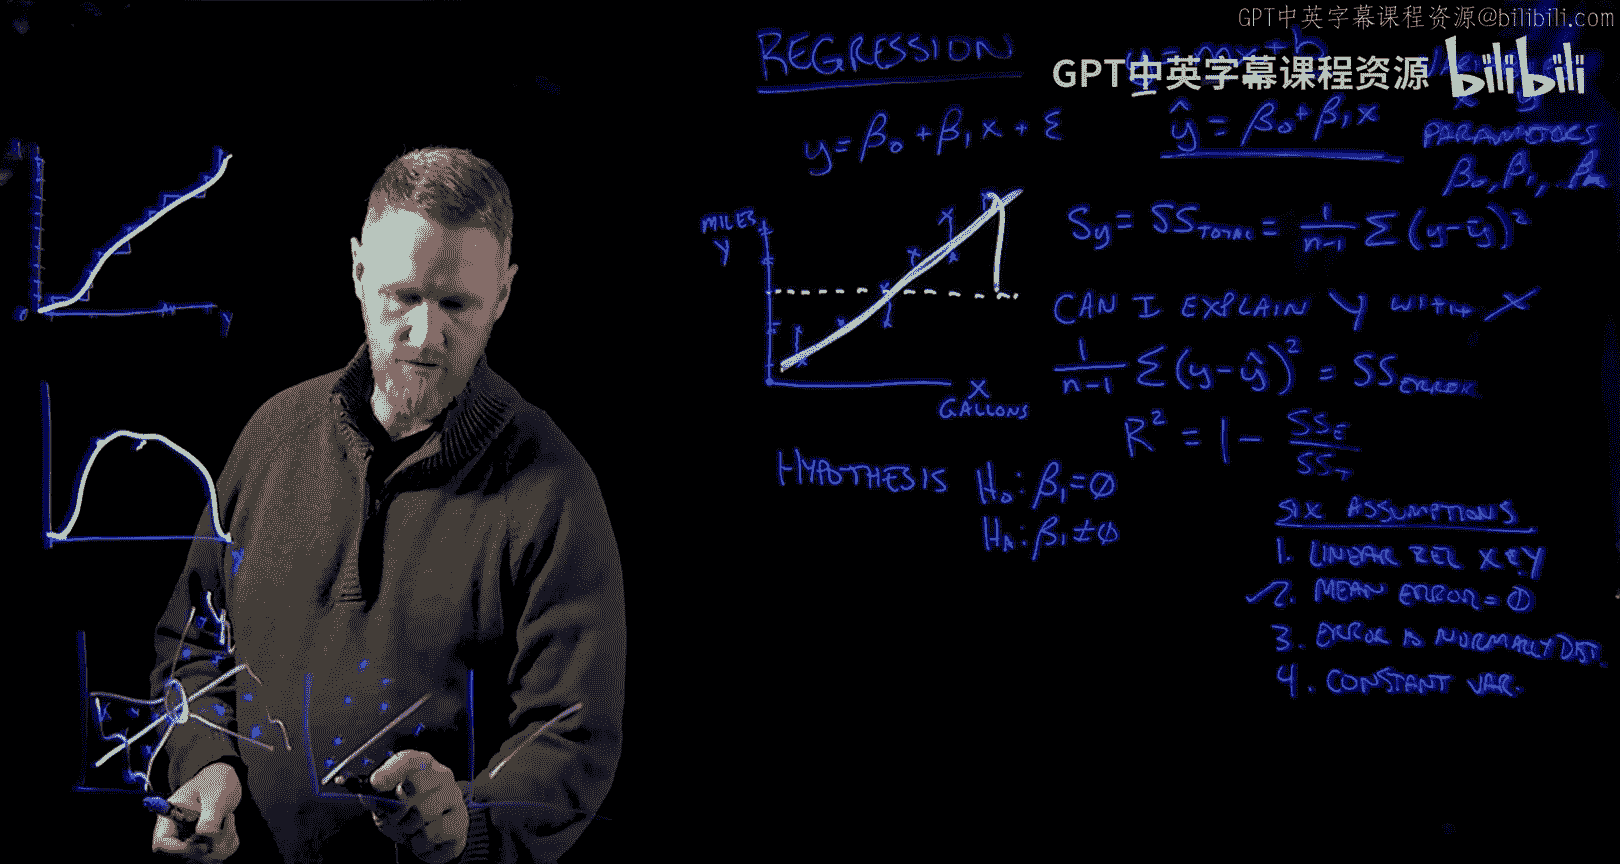 GPT中英字幕课程资源@bilibili.com
GPT中英字幕课程资源 bilibili
REGRESSION y=mx+b
y=β₀+β₁x+ε ŷ=β₀+β₁x
x y
PARAMETERS
β₀,β₁,
MILES
Y
Sy=SSTOTAL=1/(n-1) Σ(y-ȳ)²
CAN I EXPLAIN Y WITH X
1/(n-1) Σ(y-ŷ)²=SSERROR
X
GALLONS
R²=1-SSE/SST
HYPOTHESIS H₀:β₁=0
HA:β₁≠0
SIX ASSUMPTIONS
1. LINEAR REL X & Y
2. MEAN ERROR=0
3. ERROR IS NORMALLY DIST.
4. CONSTANT VAR.